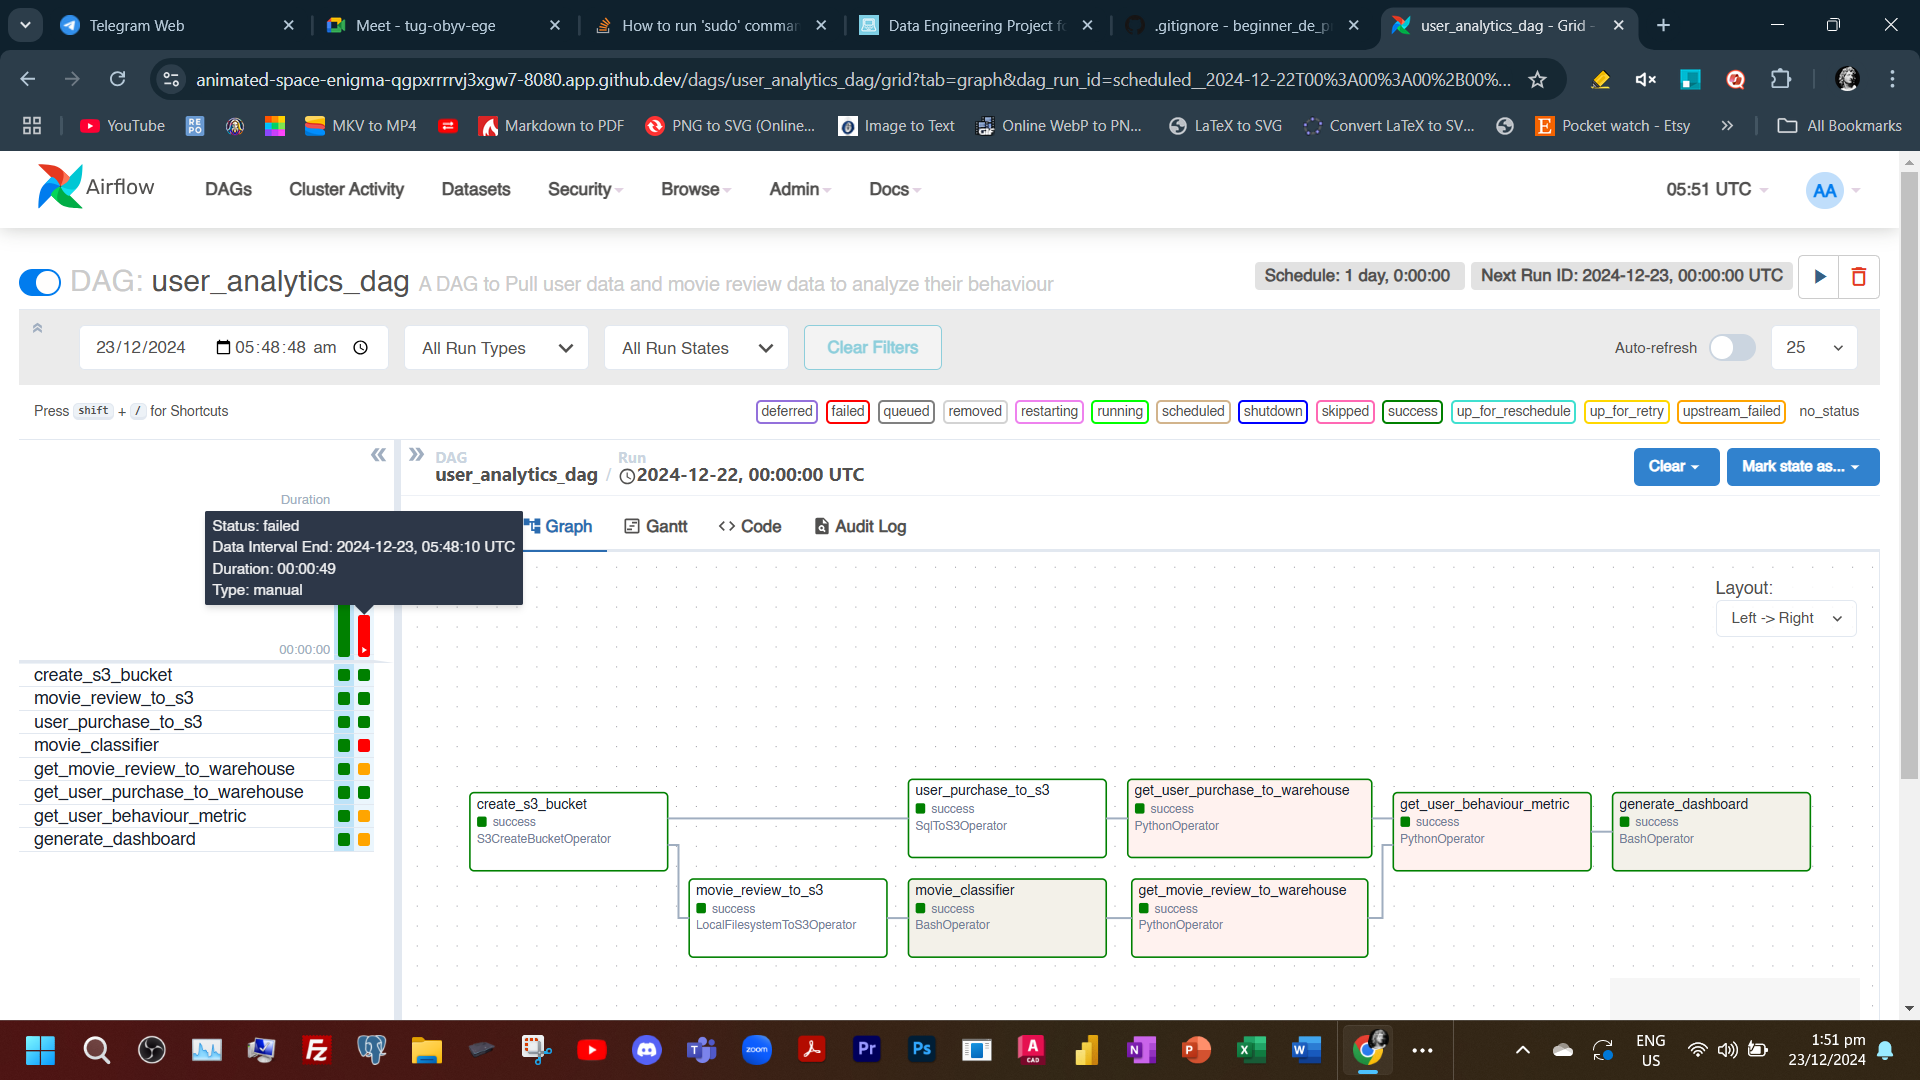 Telegram Web
Meet - tug-obyv-ege
How to run 'sudo' comman
Data Engineering Project fo
.gitignore - beginner_de_pr
user_analytics_dag - Grid -
animated-space-enigma-qgpxrrrrvj3xgw7-8080.app.github.dev/dags/user_analytics_dag/grid?tab=graph&dag_run_id=scheduled__2024-12-22T00%3A00%3A00%2B00%...
YouTube
RE
PO
MKV to MP4
Markdown to PDF
PNG to SVG (Online...
Image to Text
Online WebP to PN...
LaTeX to SVG
Convert LaTeX to SV...
Pocket watch - Etsy
All Bookmarks
Airflow
DAGs
Cluster Activity
Datasets
Security
Browse
Admin
Docs
05:51 UTC
AA
DAG: user_analytics_dag A DAG to Pull user data and movie review data to analyze their behaviour
Schedule: 1 day, 0:00:00
Next Run ID: 2024-12-23, 00:00:00 UTC
23/12/2024 05:48:48 am
All Run Types
All Run States
Clear Filters
Auto-refresh
25
Press shift + / for Shortcuts
deferred
failed
queued
removed
restarting
running
scheduled
shutdown
skipped
success
up_for_reschedule
up_for_retry
upstream_failed
no_status
DAG
user_analytics_dag
/
Run
2024-12-22, 00:00:00 UTC
Clear
Mark state as...
Duration
Status: failed
Data Interval End: 2024-12-23, 05:48:10 UTC
Duration: 00:00:49
Type: manual
Graph
Gantt
Code
Audit Log
00:00:00
create_s3_bucket
movie_review_to_s3
user_purchase_to_s3
movie_classifier
get_movie_review_to_warehouse
get_user_purchase_to_warehouse
get_user_behaviour_metric
generate_dashboard
Layout:
Left -> Right
create_s3_bucket
success
S3CreateBucketOperator
user_purchase_to_s3
success
SqlToS3Operator
get_user_purchase_to_warehouse
success
PythonOperator
get_user_behaviour_metric
success
PythonOperator
generate_dashboard
success
BashOperator
movie_review_to_s3
success
LocalFilesystemToS3Operator
movie_classifier
success
BashOperator
get_movie_review_to_warehouse
success
PythonOperator
zoom
Pr
Ps
CAD
ENG
US
1:51 pm
23/12/2024